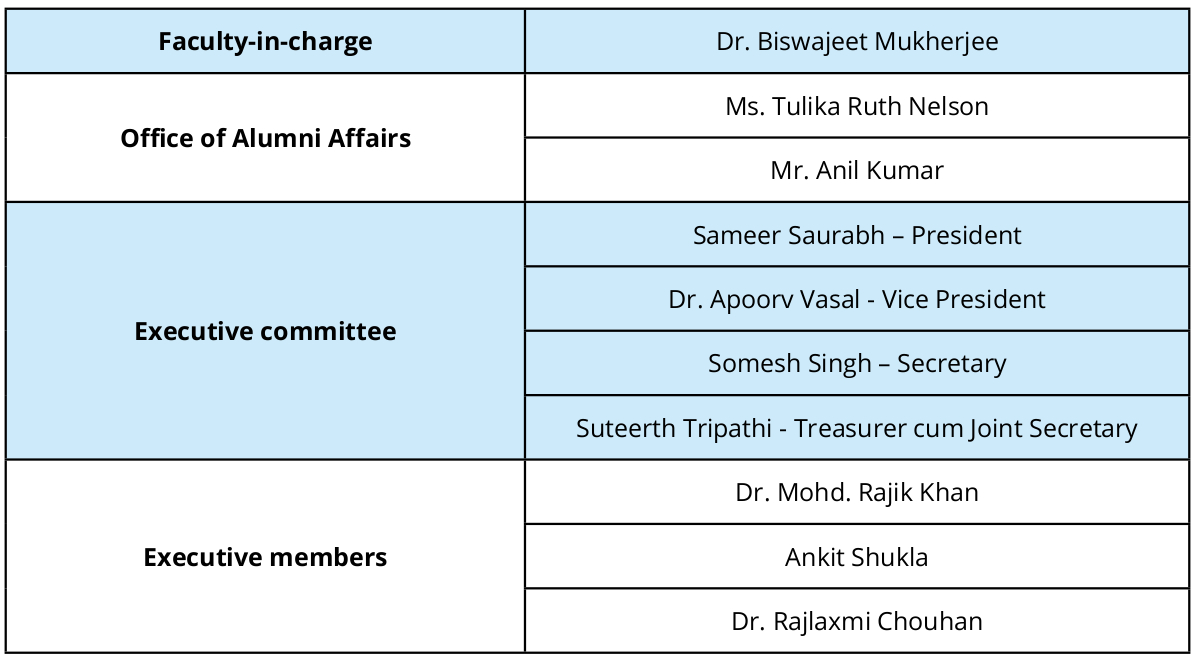 Faculty-in-charge
Dr. Biswajeet Mukherjee
Office of Alumni Affairs
Ms. Tulika Ruth Nelson
Mr. Anil Kumar
Executive committee
Sameer Saurabh – President
Dr. Apoorv Vasal - Vice President
Somesh Singh – Secretary
Suteerth Tripathi - Treasurer cum Joint Secretary
Executive members
Dr. Mohd. Rajik Khan
Ankit Shukla
Dr. Rajlaxmi Chouhan